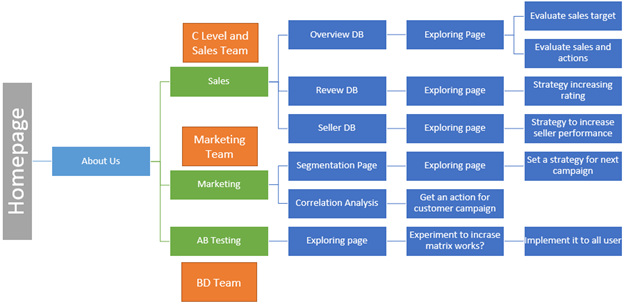 Homepage
About Us
C Level and
Sales Team
Sales
Overview DB
Exploring Page
Evaluate sales target
Evaluate sales and
actions
Revew DB
Exploring page
Strategy increasing
rating
Seller DB
Exploring page
Strategy to increase
seller performance
Marketing
Team
Marketing
Segmentation Page
Exploring page
Set a strategy for next
campaign
Correlation Analysis
Get an action for
customer campaign
AB Testing
Exploring page
Experiment to incrase
matrix works?
Implement it to all user
BD Team